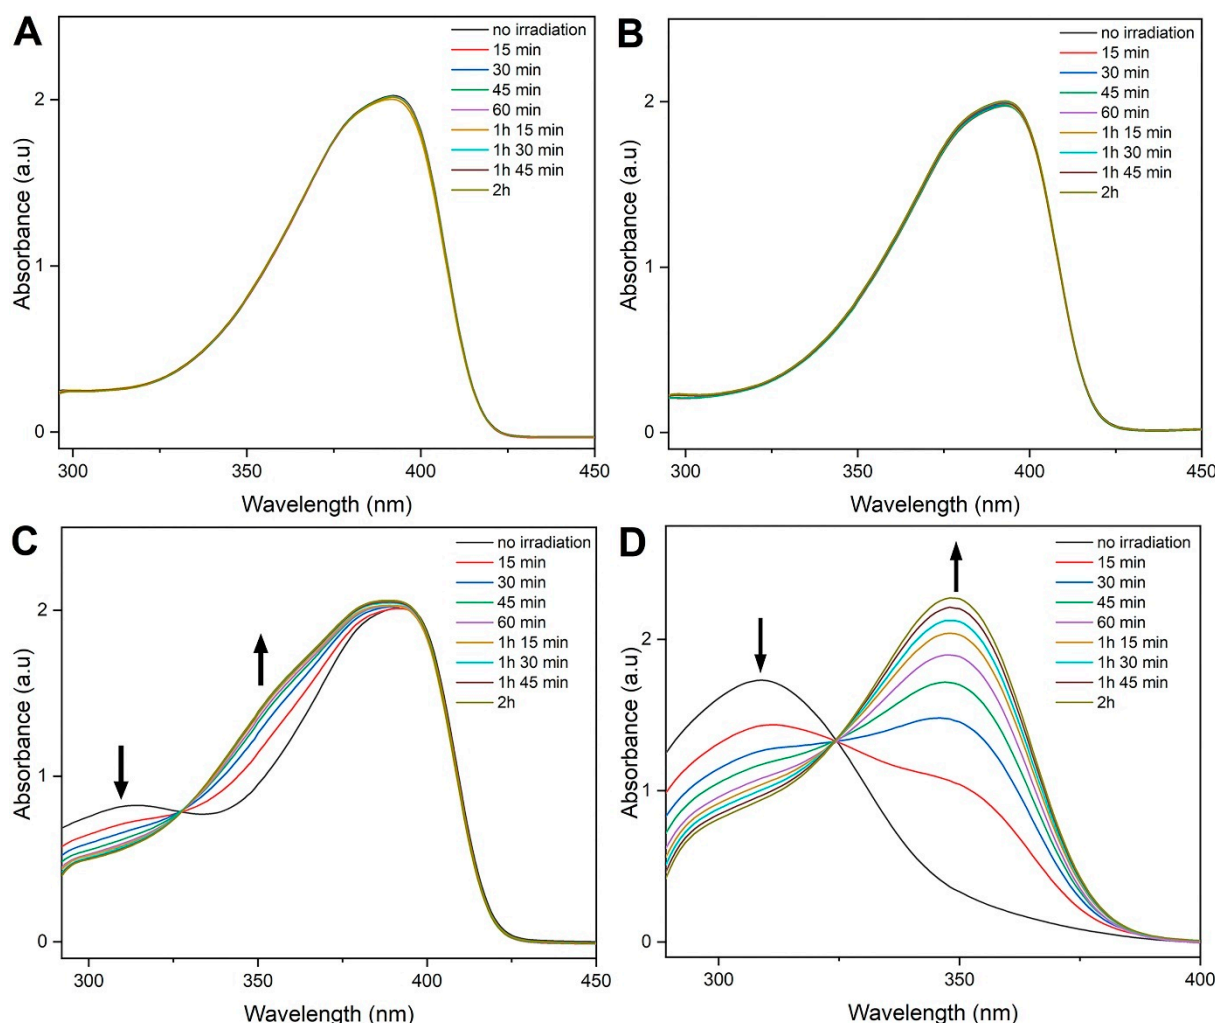 A
no irradiation
15 min
30 min
45 min
60 min
1h 15 min
1h 30 min
1h 45 min
2h
2
1
0
Absorbance (a.u)
300
350
400
450
Wavelength (nm)
B
no irradiation
15 min
30 min
45 min
60 min
1h 15 min
1h 30 min
1h 45 min
2h
2
1
0
Absorbance (a.u)
300
350
400
450
Wavelength (nm)
C
no irradiation
15 min
30 min
45 min
60 min
1h 15 min
1h 30 min
1h 45 min
2h
2
1
0
Absorbance (a.u)
300
350
400
450
Wavelength (nm)
D
no irradiation
15 min
30 min
45 min
60 min
1h 15 min
1h 30 min
1h 45 min
2h
2
1
0
Absorbance (a.u)
300
350
400
Wavelength (nm)